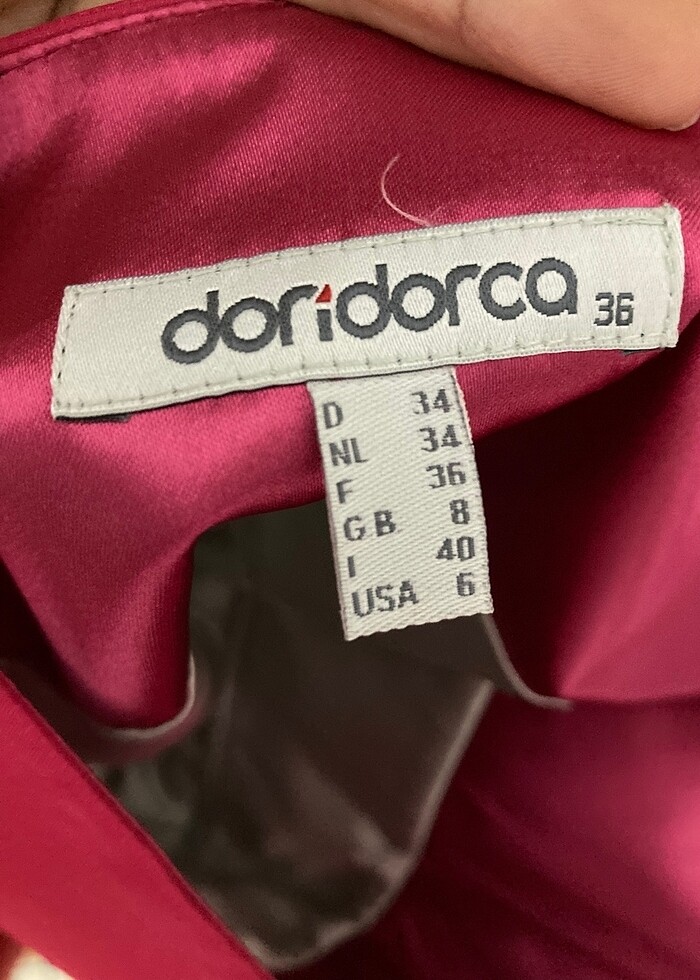 doridorca 36
D 34
NL 34
F 36
GB 8
I 40
USA 6